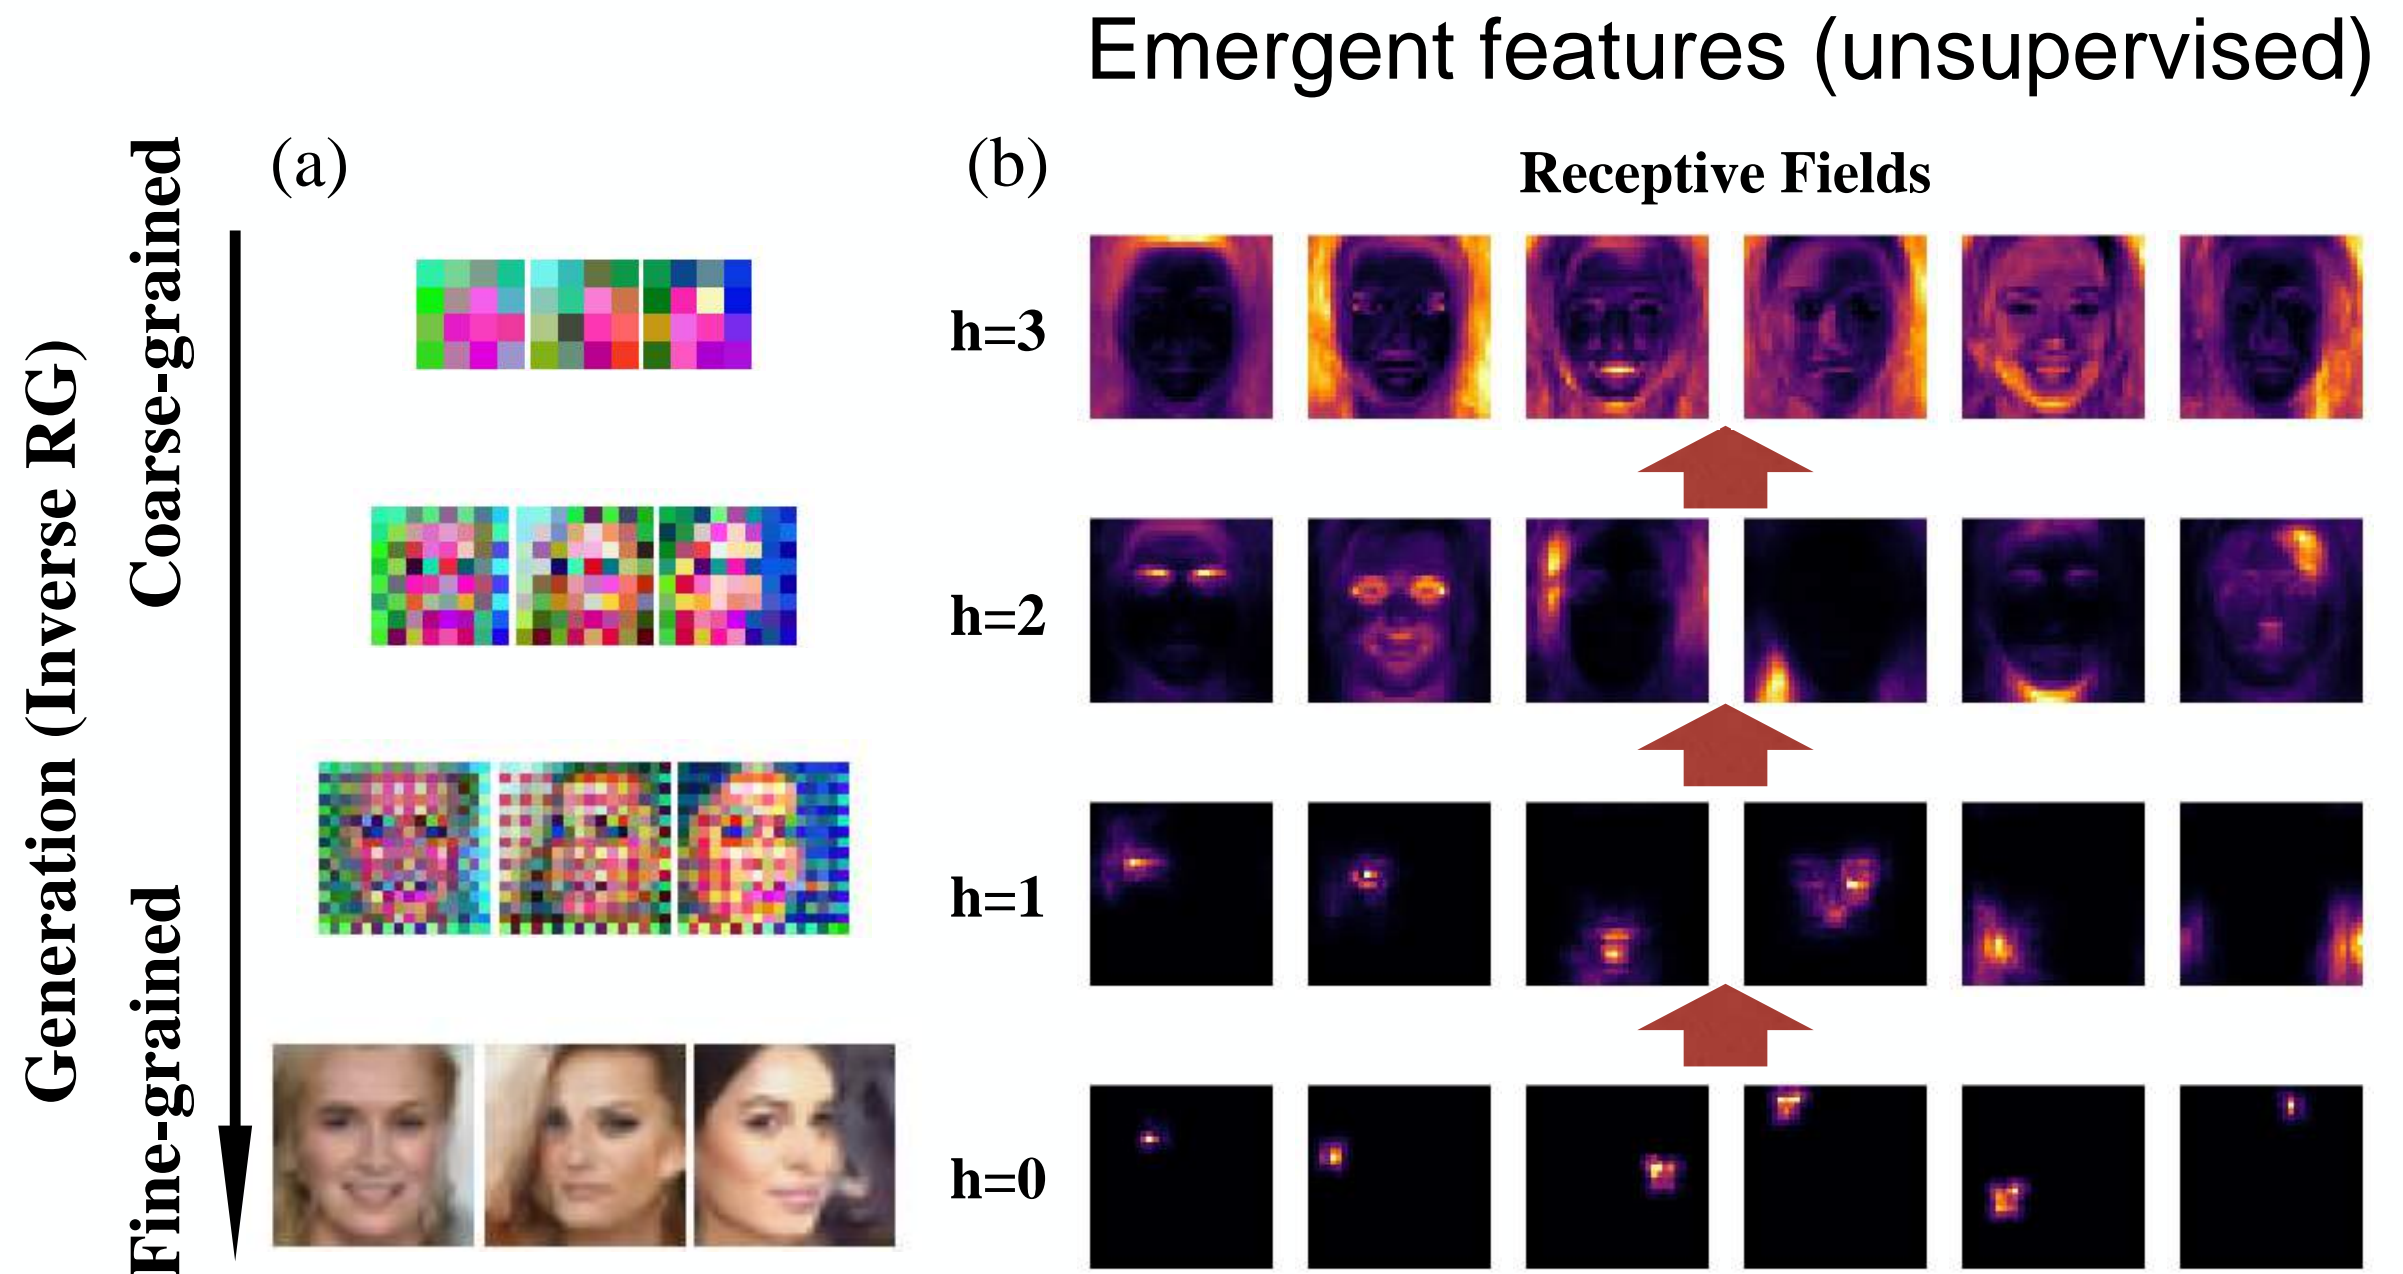 Emergent features (unsupervised)
Generation (Inverse RG)
Coarse-grained
Fine-grained
(a)
(b)
Receptive Fields
h=3
h=2
h=1
h=0